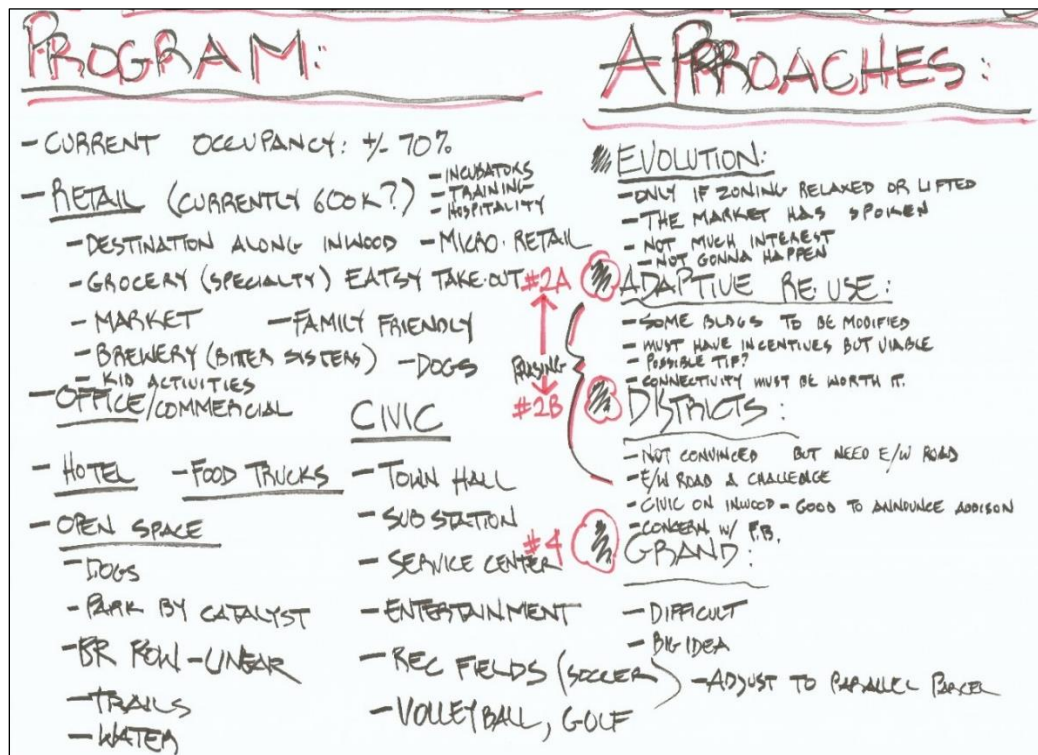 PROGRAM:
- CURRENT OCCUPANCY: +/- 70%
- RETAIL (CURRENTLY 600K?)
- INCUBATORS
- TRAINING
- HOSPITALITY
- DESTINATION ALONG INWOOD - MICRO-RETAIL
- GROCERY (SPECIALTY) EATSY TAKE-OUT
- MARKET - FAMILY FRIENDLY
- BREWERY (BITTER SISTERS) - DOGS
- KID ACTIVITIES
- OFFICE/COMMERCIAL
- HOTEL - FOOD TRUCKS
- OPEN SPACE
- DOGS
- PARK BY CATALYST
- ROW - LINEAR
- TRAILS
- WATER
CIVIC
- TOWN HALL
- SUB STATION
- SERVICE CENTER
- ENTERTAINMENT
- REC FIELDS (SOCCER)
- VOLLEYBALL, GOLF
#2A
PHASING
#2B
#4
APPROACHES:
EVOLUTION:
- ONLY IF ZONING RELAXED OR LIFTED
- THE MARKET HAS SPOKEN
- NOT MUCH INTEREST
- NOT GONNA HAPPEN
ADAPTIVE RE-USE:
- SOME BLDGS TO BE MODIFIED
- MUST HAVE INCENTIVES BUT VIABLE
- POSSIBLE TIF?
- CONNECTIVITY MUST BE WORTH IT.
DISTRICTS:
- NOT CONVINCED BUT NEED E/W ROAD
- E/W ROAD A CHALLENGE
- CIVIC ON INWOOD - GOOD TO ANNOUNCE ADDISON
- CONCERN W/
GRAND:
- DIFFICULT
- BIG IDEA
- ADJUST TO PARALLEL PARCEL